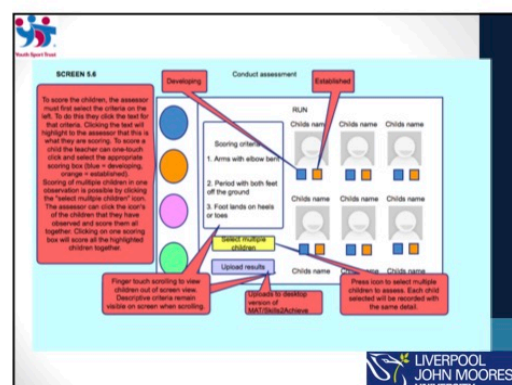 Youth Sport Trust
SCREEN 5.6
Conduct assessment
Developing
Established
To score the children, the assessor
must first select the criteria on the
left. To do this they click the text for
that criteria. Clicking the text will
highlight to the assessor that this is
what they are scoring. To score a
child the teacher can one-touch
click and select the appropriate
scoring box (blue = developing,
orange = established).
Scoring of multiple children in one
observation is possible by clicking
the "select multiple children" icon.
The assessor can click the icon's
of the children that they have
observed and score them all
together. Clicking on one scoring
box will score all the highlighted
children together.
RUN
Childs name Childs name Childs name
Scoring criteria
1. Arms with elbow bent
2. Period with both feet
off the ground
3. Foot lands on heels
or toes
Childs name Childs name Childs name
Select multiple
children
Upload results
Childs name Childs name
Finger touch scrolling to view
children out of screen view.
Descriptive criteria remain
visible on screen when scrolling.
Uploads to desktop
version of
MAT/Skills2Achieve
Press icon to select multiple
children to assess. Each child
selected will be recorded with
the same detail.
LIVERPOOL
JOHN MOORES
UNIVERSITY